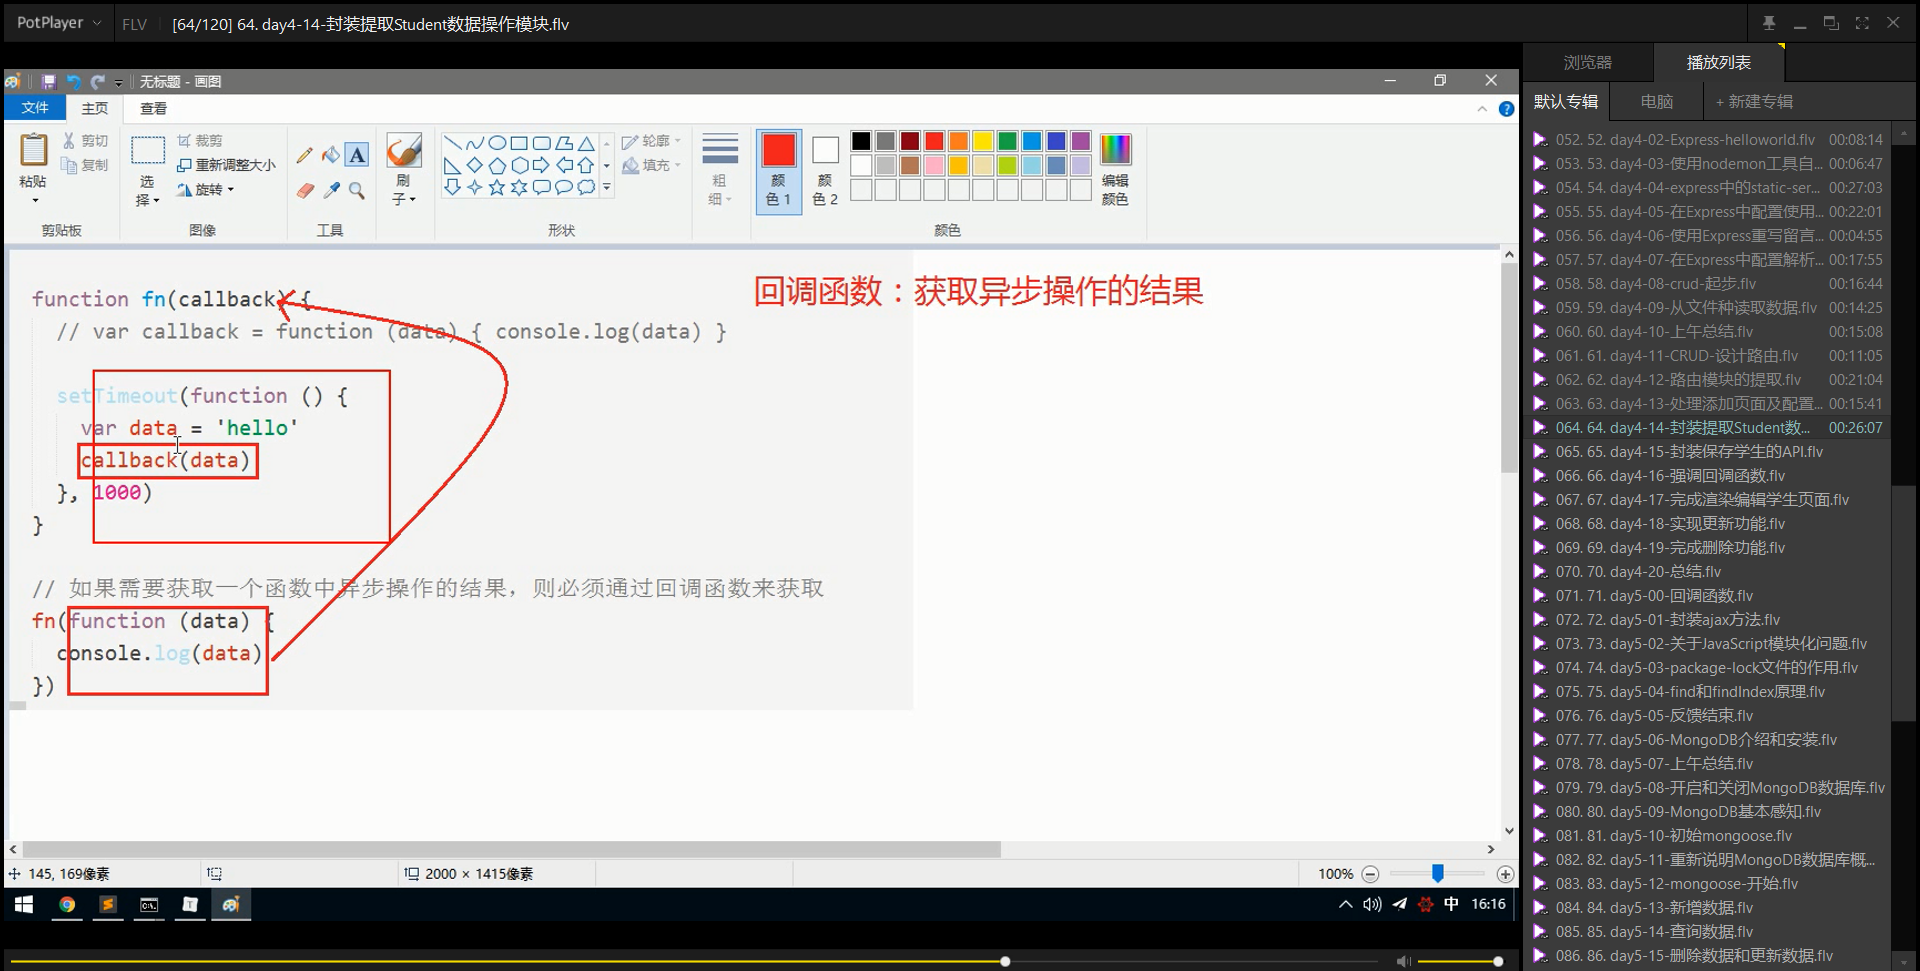 PotPlayer FLV [64/120] 64. day4-14-封装提取Student数据操作模块.flv
浏览器 播放列表
默认专辑 电脑 + 新建专辑
无标题 - 画图
文件 主页 查看
粘贴 剪切 复制
剪贴板
选择 裁剪 重新调整大小 旋转
图像
A
工具
刷子
形状
轮廓 填充
粗细
颜色 1
颜色 2
编辑颜色
颜色
function fn(callback) {
// var callback = function (data) { console.log(data) }
setTimeout(function () {
var data = 'hello'
callback(data)
}, 1000)
}
// 如果需要获取一个函数中异步操作的结果，则必须通过回调函数来获取
fn(function (data) {
console.log(data)
})
回调函数：获取异步操作的结果
145, 169像素
2000 × 1415像素
100%
中 16:16
052. 52. day4-02-Express-helloworld.flv 00:08:14
053. 53. day4-03-使用nodemon工具自... 00:06:47
054. 54. day4-04-express中的static-ser... 00:27:03
055. 55. day4-05-在Express中配置使用... 00:22:01
056. 56. day4-06-使用Express重写留言... 00:04:55
057. 57. day4-07-在Express中配置解析... 00:17:55
058. 58. day4-08-crud-起步.flv 00:16:44
059. 59. day4-09-从文件种读取数据.flv 00:14:25
060. 60. day4-10-上午总结.flv 00:15:08
061. 61. day4-11-CRUD-设计路由.flv 00:11:05
062. 62. day4-12-路由模块的提取.flv 00:21:04
063. 63. day4-13-处理添加页面及配置... 00:15:41
064. 64. day4-14-封装提取Student数... 00:26:07
065. 65. day4-15-封装保存学生的API.flv
066. 66. day4-16-强调回调函数.flv
067. 67. day4-17-完成渲染编辑学生页面.flv
068. 68. day4-18-实现更新功能.flv
069. 69. day4-19-完成删除功能.flv
070. 70. day4-20-总结.flv
071. 71. day5-00-回调函数.flv
072. 72. day5-01-封装ajax方法.flv
073. 73. day5-02-关于JavaScript模块化问题.flv
074. 74. day5-03-package-lock文件的作用.flv
075. 75. day5-04-find和findIndex原理.flv
076. 76. day5-05-反馈结束.flv
077. 77. day5-06-MongoDB介绍和安装.flv
078. 78. day5-07-上午总结.flv
079. 79. day5-08-开启和关闭MongoDB数据库.flv
080. 80. day5-09-MongoDB基本感知.flv
081. 81. day5-10-初始mongoose.flv
082. 82. day5-11-重新说明MongoDB数据库概...
083. 83. day5-12-mongoose-开始.flv
084. 84. day5-13-新增数据.flv
085. 85. day5-14-查询数据.flv
086. 86. day5-15-删除数据和更新数据.flv